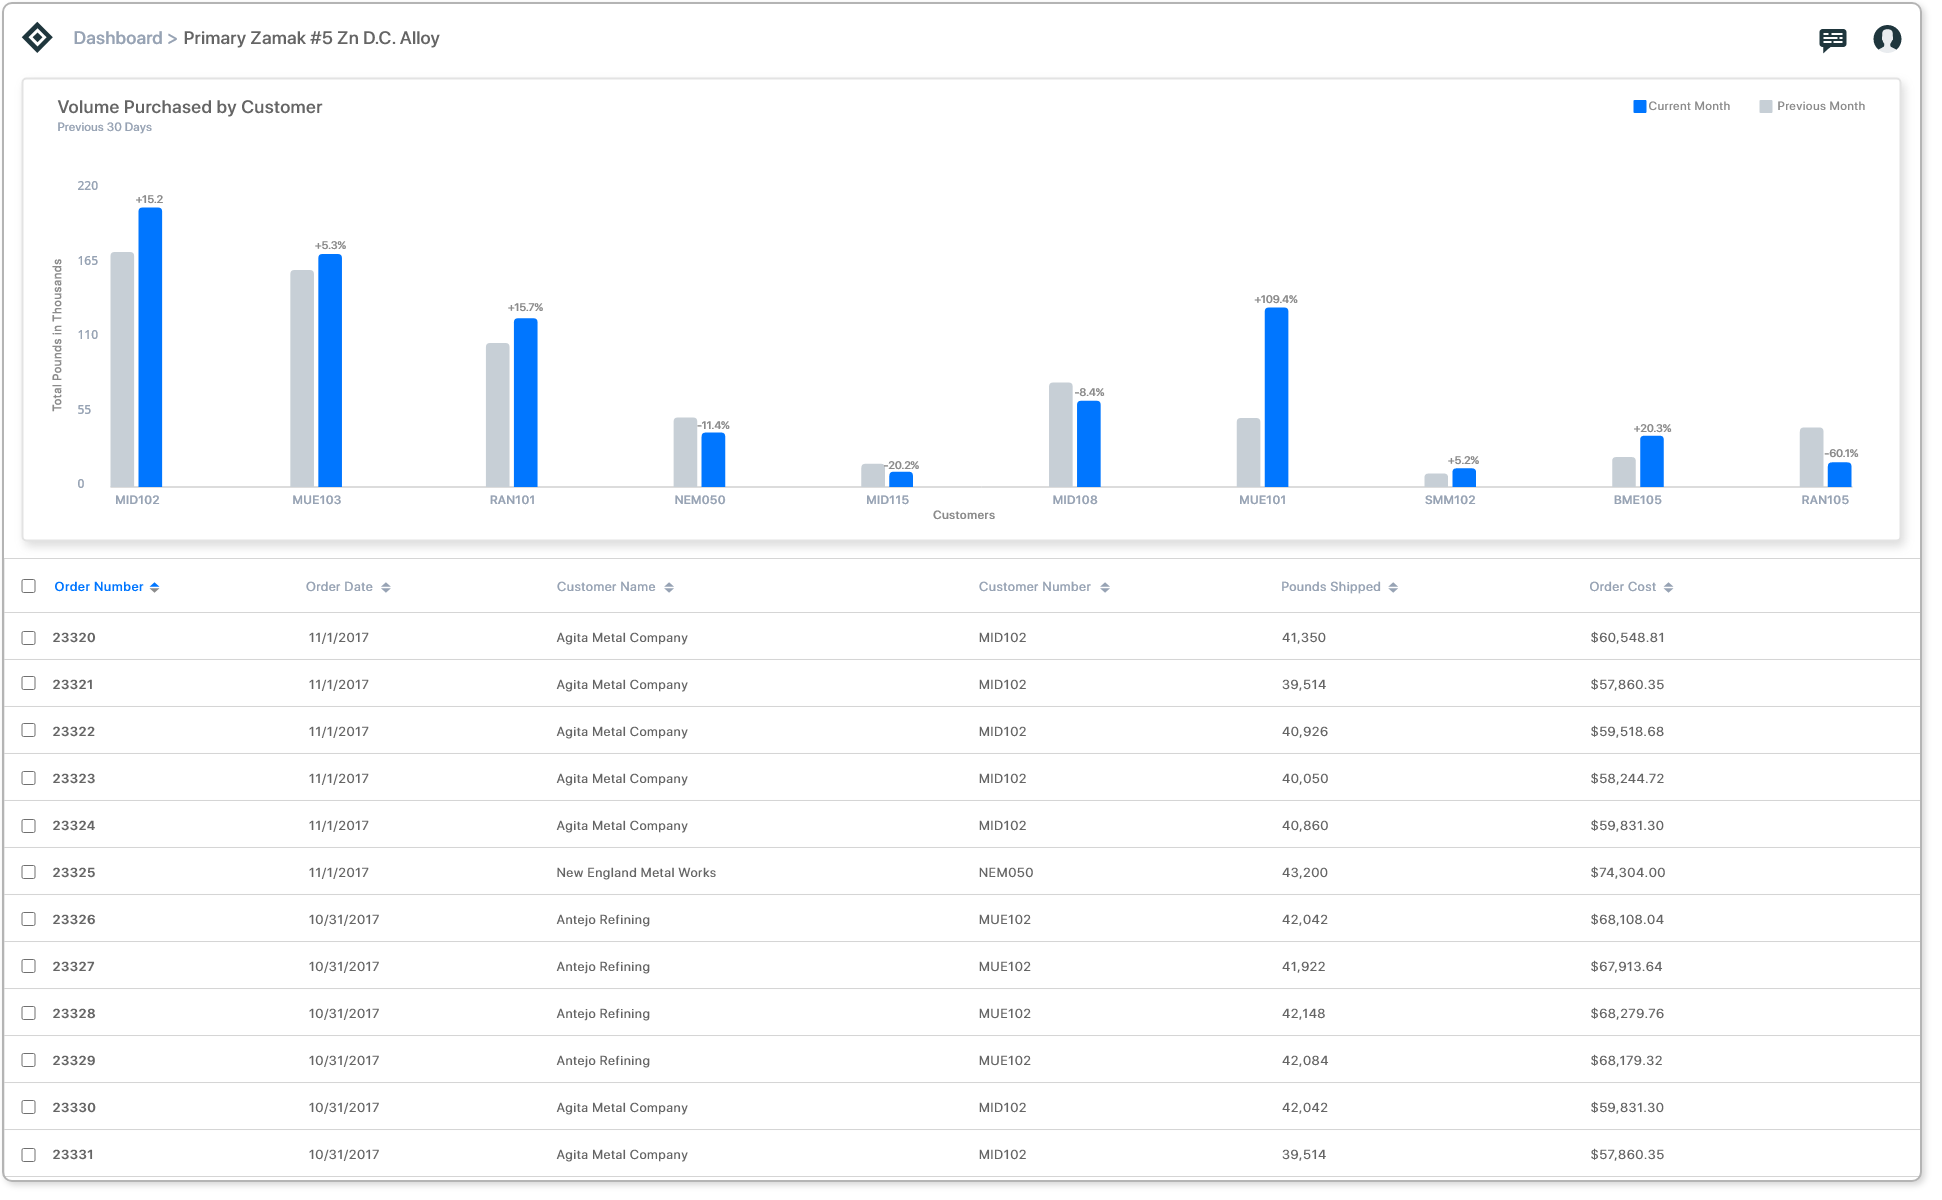 Dashboard > Primary Zamak #5 Zn D.C. Alloy
Volume Purchased by Customer
Previous 30 Days
Current Month Previous Month
Total Pounds in Thousands
220
165
110
55
0
+15.2
+5.3%
+15.7%
-11.4%
-20.2%
-8.4%
+109.4%
+5.2%
+20.3%
-60.1%
MID102 MUE103 RAN101 NEM050 MID115 MID108 MUE101 SMM102 BME105 RAN105
Customers
Order Number Order Date Customer Name Customer Number Pounds Shipped Order Cost
23320 11/1/2017 Agita Metal Company MID102 41,350 $60,548.81
23321 11/1/2017 Agita Metal Company MID102 39,514 $57,860.35
23322 11/1/2017 Agita Metal Company MID102 40,926 $59,518.68
23323 11/1/2017 Agita Metal Company MID102 40,050 $58,244.72
23324 11/1/2017 Agita Metal Company MID102 40,860 $59,831.30
23325 11/1/2017 New England Metal Works NEM050 43,200 $74,304.00
23326 10/31/2017 Antejo Refining MUE102 42,042 $68,108.04
23327 10/31/2017 Antejo Refining MUE102 41,922 $67,913.64
23328 10/31/2017 Antejo Refining MUE102 42,148 $68,279.76
23329 10/31/2017 Antejo Refining MUE102 42,084 $68,179.32
23330 10/31/2017 Agita Metal Company MID102 42,042 $59,831.30
23331 10/31/2017 Agita Metal Company MID102 39,514 $57,860.35